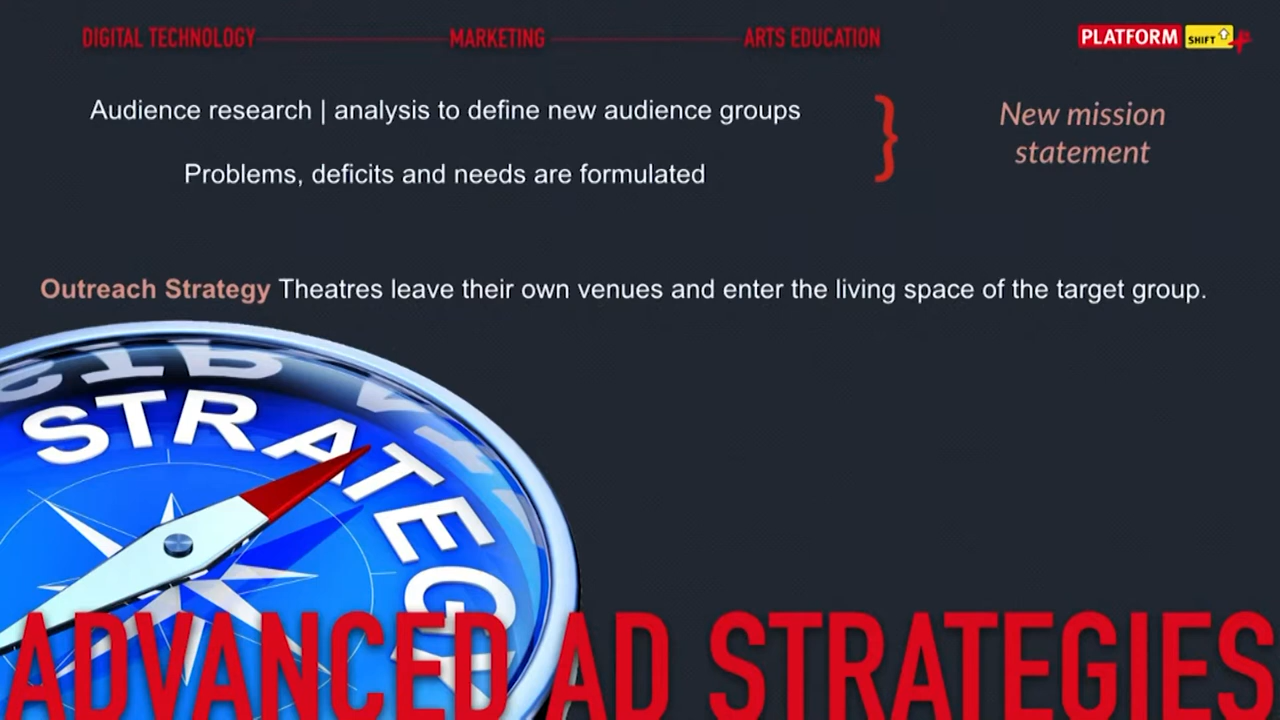 DIGITAL TECHNOLOGY MARKETING ARTS EDUCATION
PLATFORM SHIFT
Audience research | analysis to define new audience groups
Problems, deficits and needs are formulated
New mission
statement
Outreach Strategy Theatres leave their own venues and enter the living space of the target group.
STRATEGY
ADVANCED AD STRATEGIES